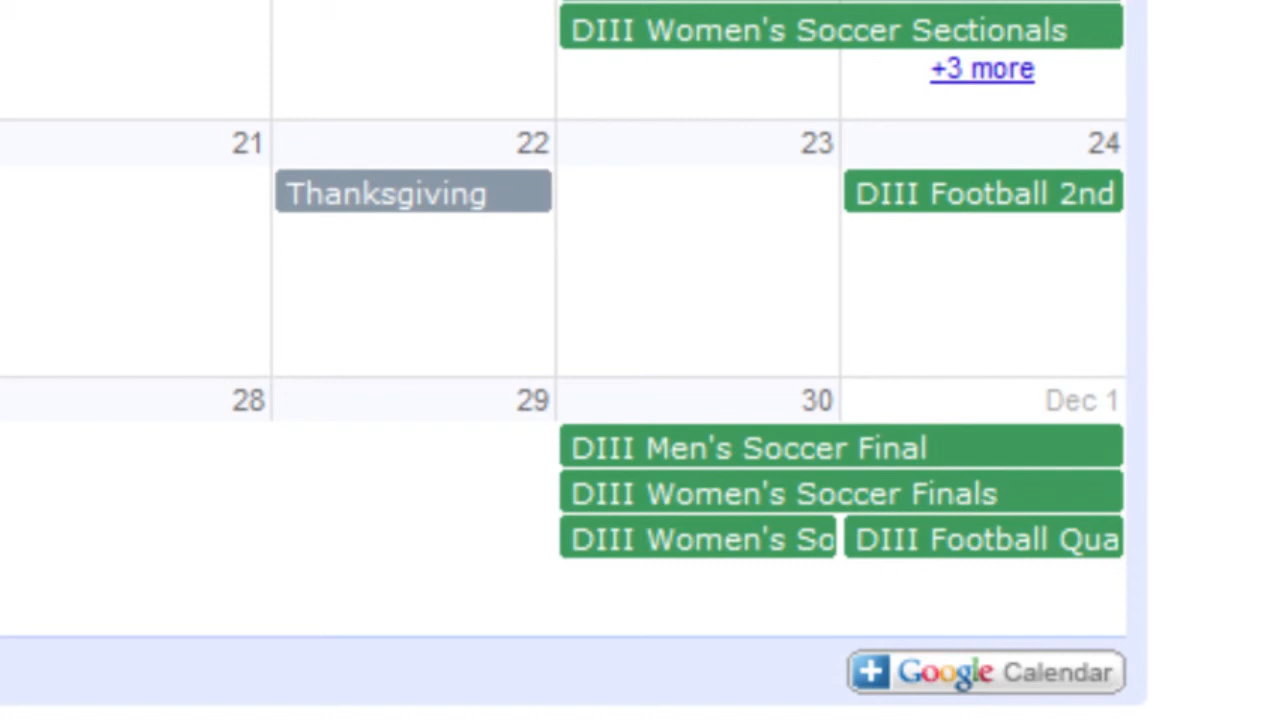 DIII Women's Soccer Sectionals
+3 more
21 22 23 24
Thanksgiving DIII Football 2nd
28 29 30 Dec 1
DIII Men's Soccer Final
DIII Women's Soccer Finals
DIII Women's So DIII Football Qua
Google Calendar